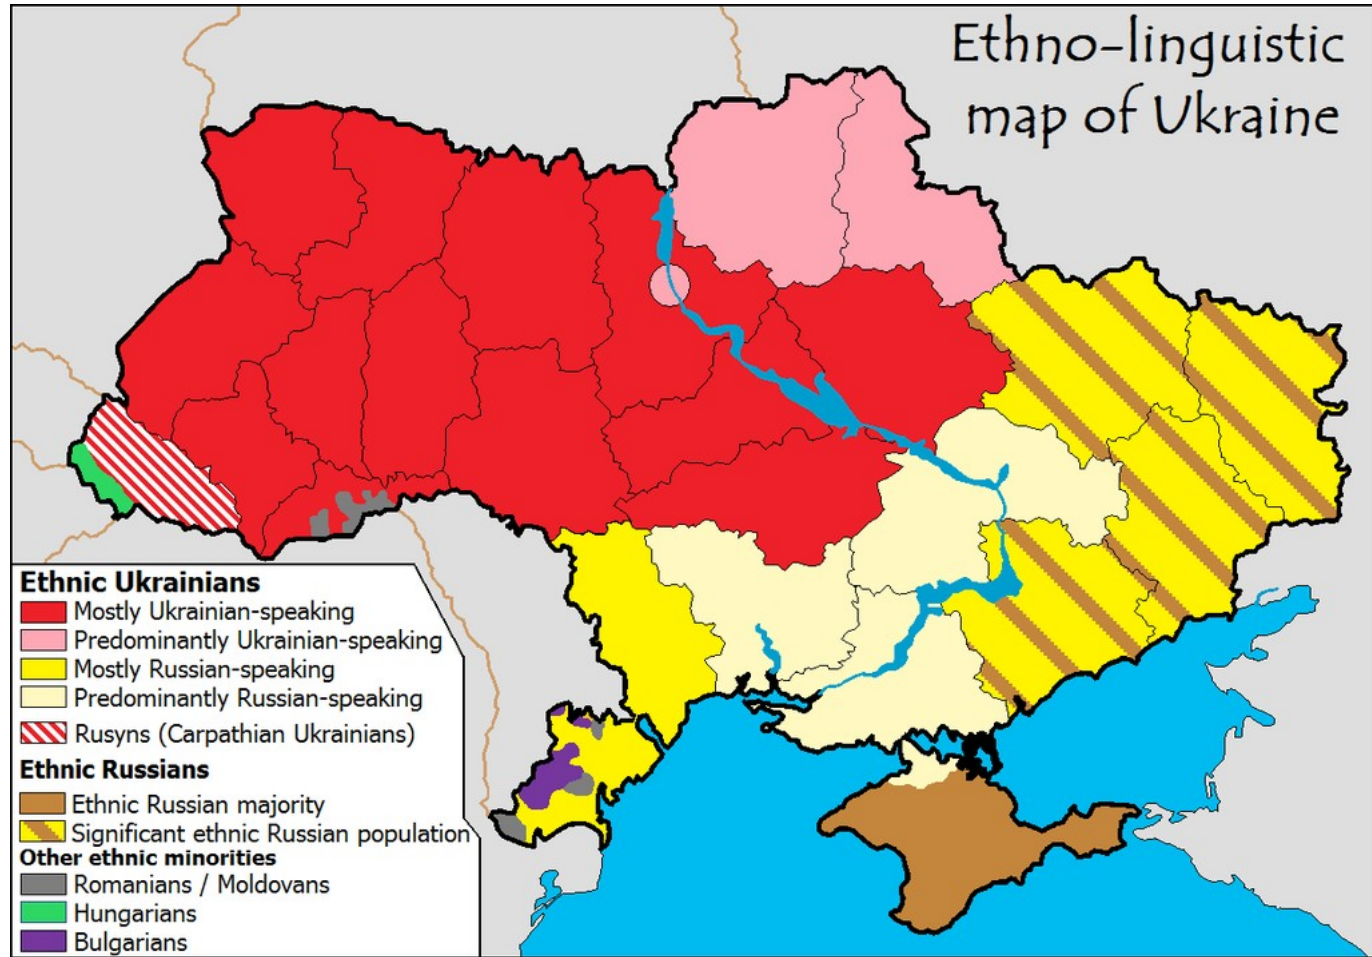 Ethno-linguistic
map of Ukraine
Ethnic Ukrainians
Mostly Ukrainian-speaking
Predominantly Ukrainian-speaking
Mostly Russian-speaking
Predominantly Russian-speaking
Rusyns (Carpathian Ukrainians)
Ethnic Russians
Ethnic Russian majority
Significant ethnic Russian population
Other ethnic minorities
Romanians / Moldovans
Hungarians
Bulgarians